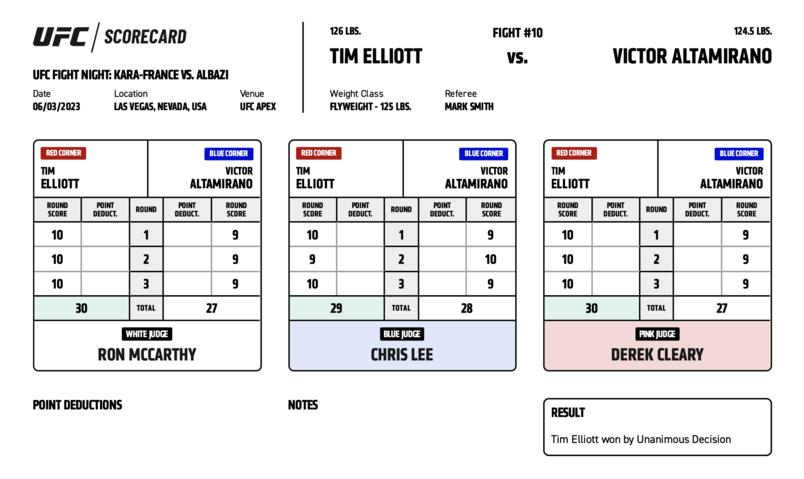 UFC / SCORECARD
UFC FIGHT NIGHT: KARA-FRANCE VS. ALBAZI
Date Location Venue
06/03/2023 LAS VEGAS, NEVADA, USA UFC APEX
126 LBS. FIGHT #10 124.5 LBS.
TIM ELLIOTT vs. VICTOR ALTAMIRANO
Weight Class Referee
FLYWEIGHT - 125 LBS. MARK SMITH
RED CORNER BLUE CORNER
TIM VICTOR
ELLIOTT ALTAMIRANO
ROUND POINT ROUND POINT ROUND
SCORE DEDUCT. DEDUCT. SCORE
10 1 9
10 2 9
10 3 9
30 TOTAL 27
WHITE JUDGE
RON MCCARTHY
RED CORNER BLUE CORNER
TIM VICTOR
ELLIOTT ALTAMIRANO
ROUND POINT ROUND POINT ROUND
SCORE DEDUCT. DEDUCT. SCORE
10 1 9
9 2 10
10 3 9
29 TOTAL 28
BLUE JUDGE
CHRIS LEE
RED CORNER BLUE CORNER
TIM VICTOR
ELLIOTT ALTAMIRANO
ROUND POINT ROUND POINT ROUND
SCORE DEDUCT. DEDUCT. SCORE
10 1 9
10 2 9
10 3 9
30 TOTAL 27
PINK JUDGE
DEREK CLEARY
POINT DEDUCTIONS
NOTES
RESULT
Tim Elliott won by Unanimous Decision